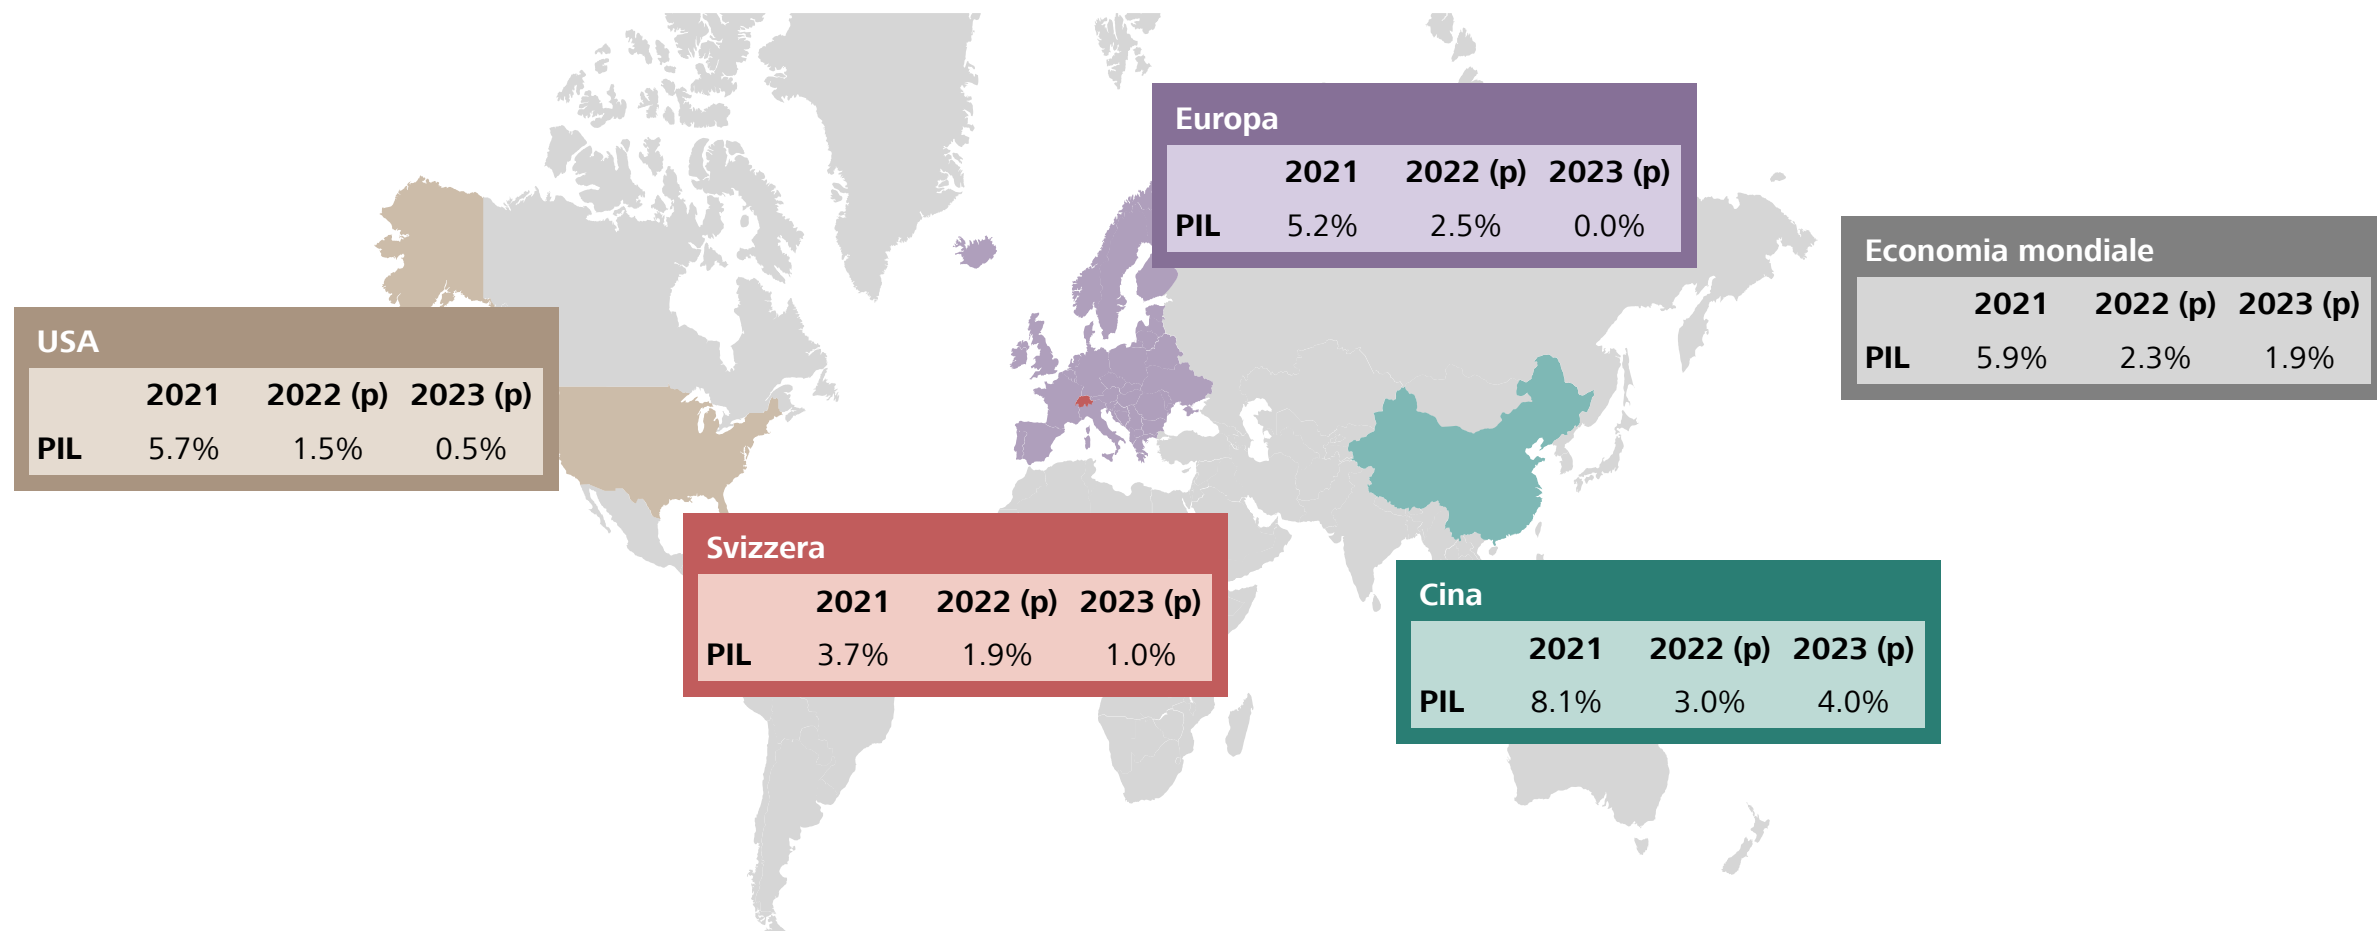 Europa
2021 2022 (p) 2023 (p)
PIL 5.2% 2.5% 0.0%
Economia mondiale
2021 2022 (p) 2023 (p)
PIL 5.9% 2.3% 1.9%
USA
2021 2022 (p) 2023 (p)
PIL 5.7% 1.5% 0.5%
Svizzera
2021 2022 (p) 2023 (p)
PIL 3.7% 1.9% 1.0%
Cina
2021 2022 (p) 2023 (p)
PIL 8.1% 3.0% 4.0%